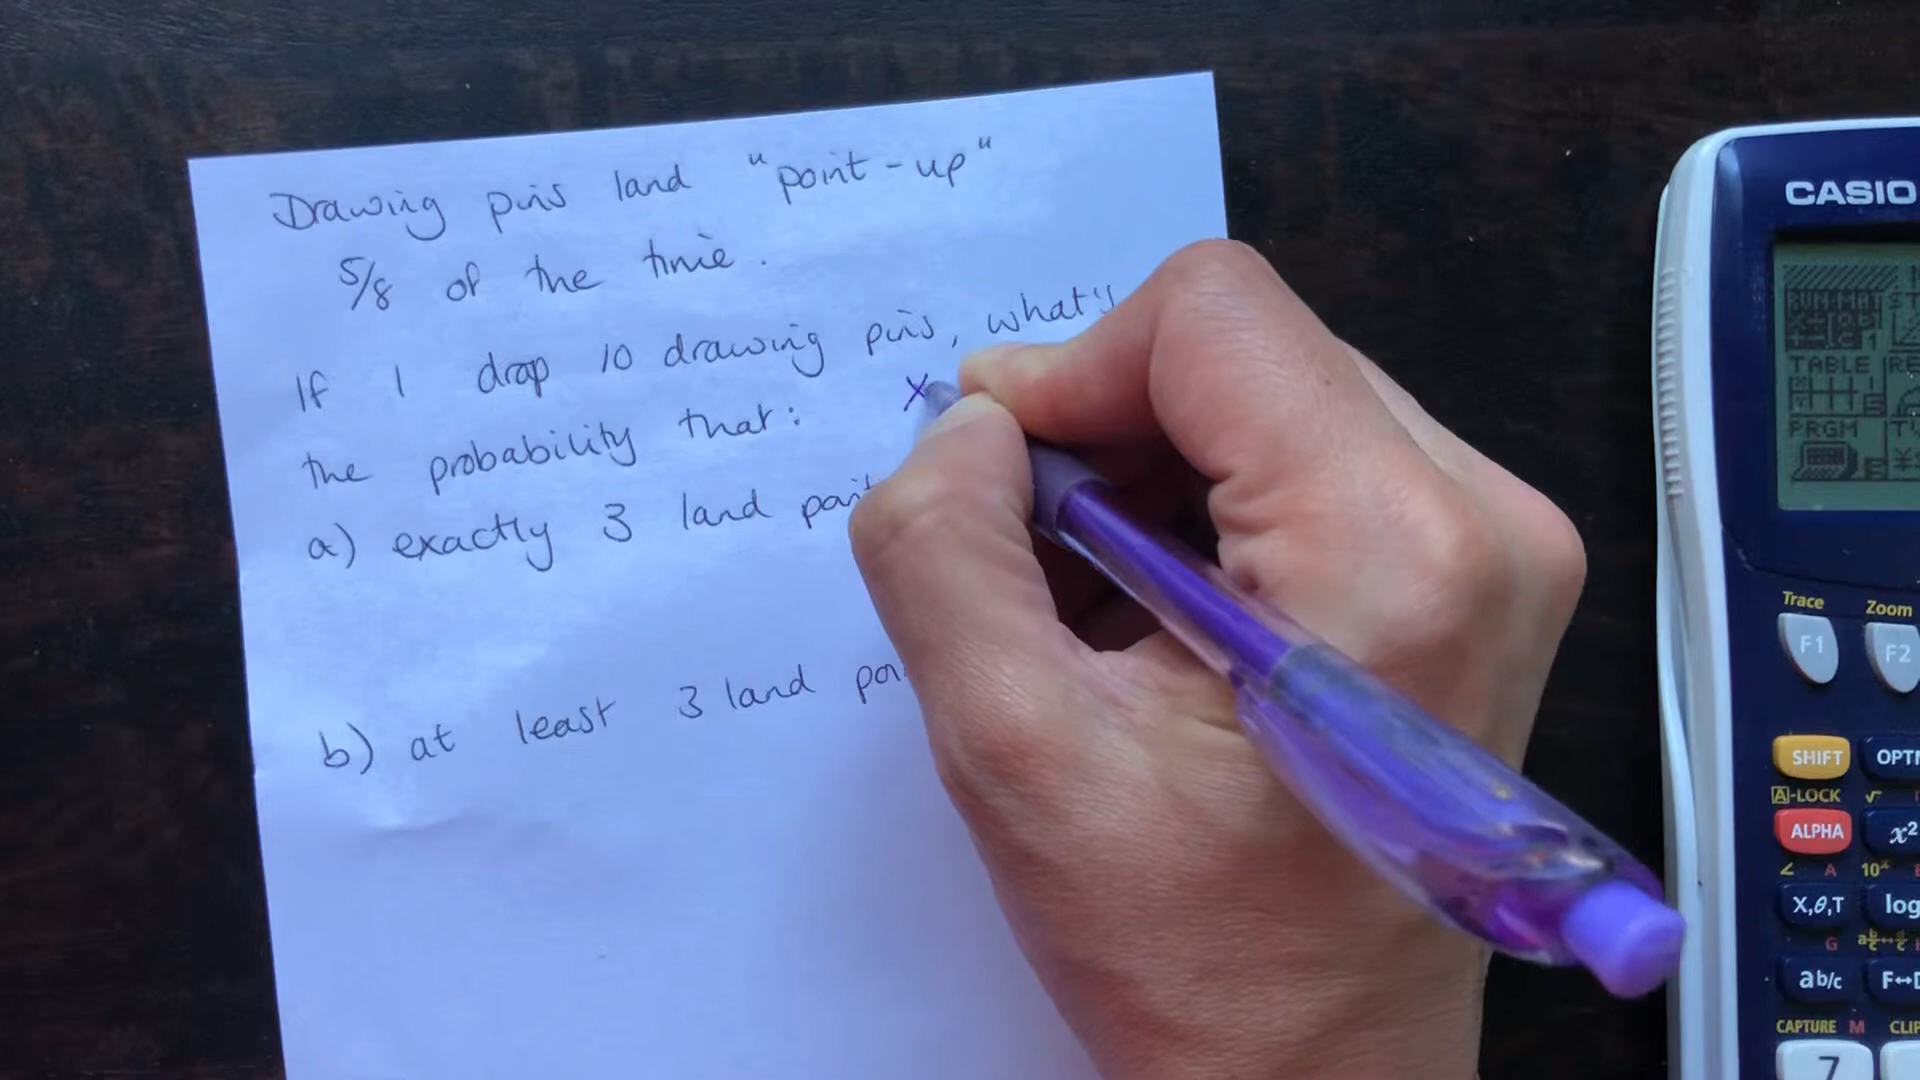 Drawing pins land "point-up"
5/8 of the time.
If I drop 10 drawing pins, what's
the probability that: X
a) exactly 3 land
b) at least 3 land
CASIO
TABLE
PRGM
Trace Zoom
F1 F2
SHIFT
A-LOCK √
ALPHA x²
∠ A 10ˣ
X,θ,T log
G
ab/c
CAPTURE M
7